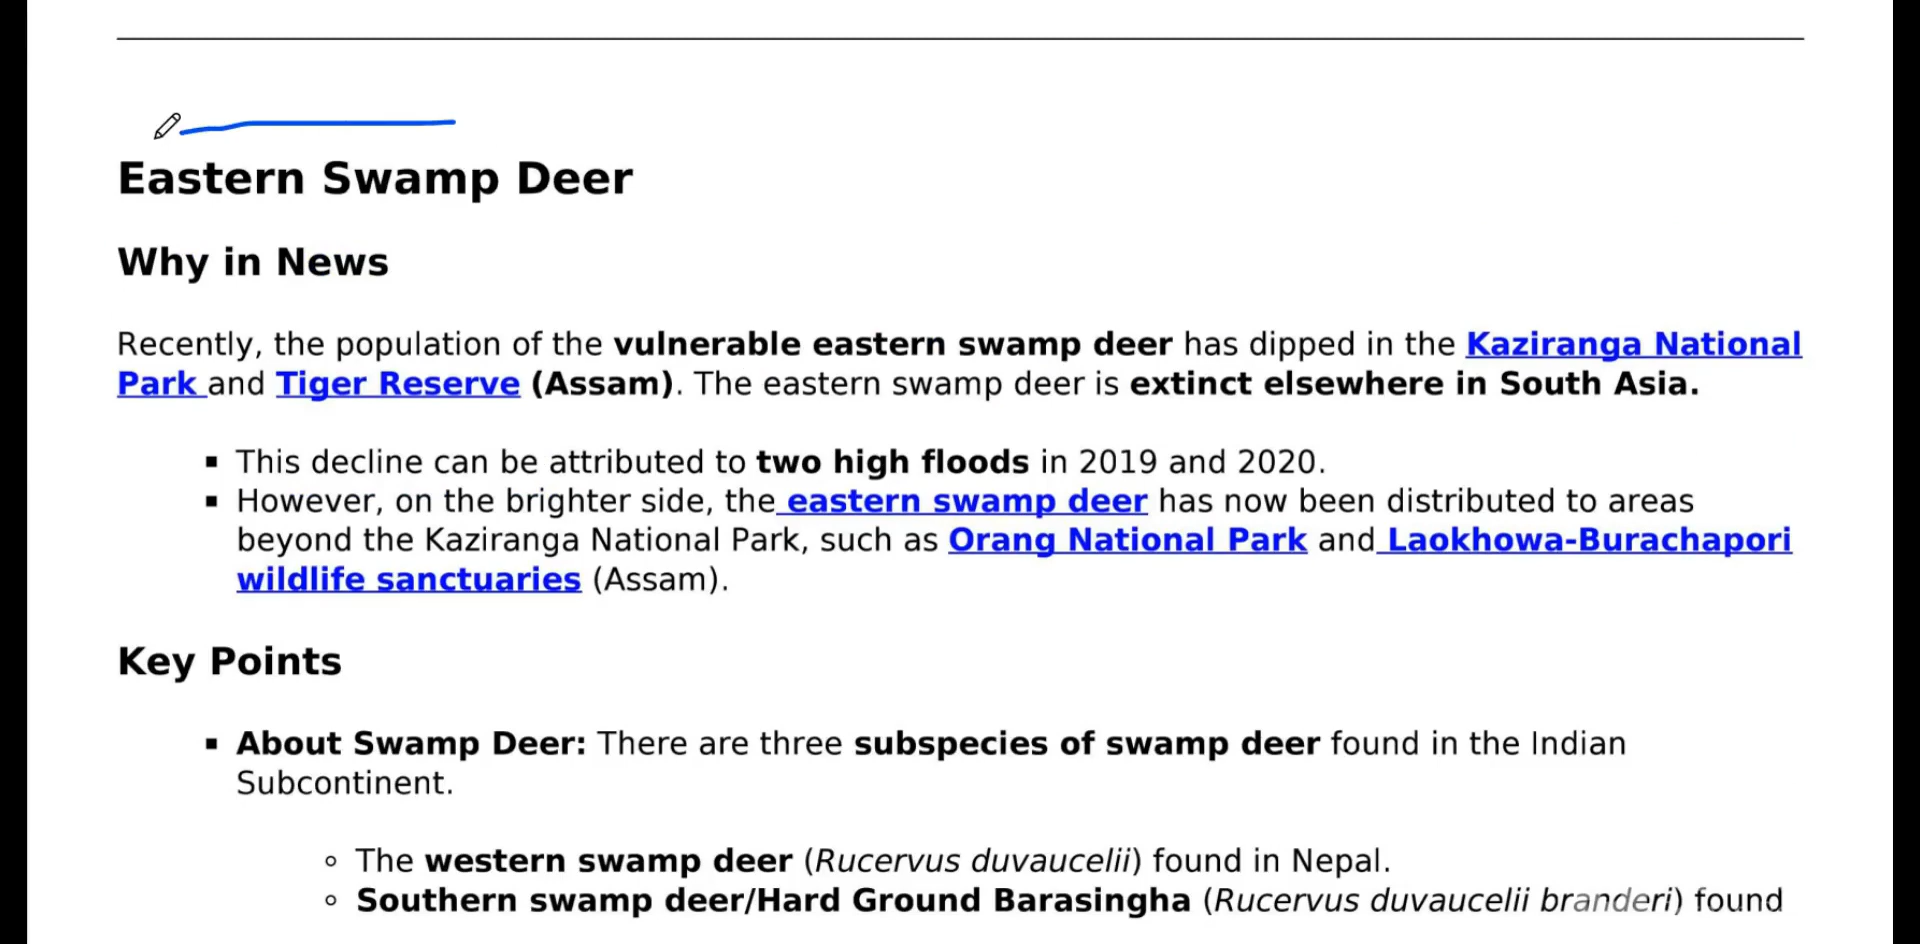 Eastern Swamp Deer
Why in News
Recently, the population of the vulnerable eastern swamp deer has dipped in the Kaziranga National
Park and Tiger Reserve (Assam). The eastern swamp deer is extinct elsewhere in South Asia.
▪ This decline can be attributed to two high floods in 2019 and 2020.
▪ However, on the brighter side, the eastern swamp deer has now been distributed to areas
beyond the Kaziranga National Park, such as Orang National Park and Laokhowa-Burachapori
wildlife sanctuaries (Assam).
Key Points
▪ About Swamp Deer: There are three subspecies of swamp deer found in the Indian
Subcontinent.
◦ The western swamp deer (Rucervus duvaucelii) found in Nepal.
◦ Southern swamp deer/Hard Ground Barasingha (Rucervus duvaucelii branderi) found